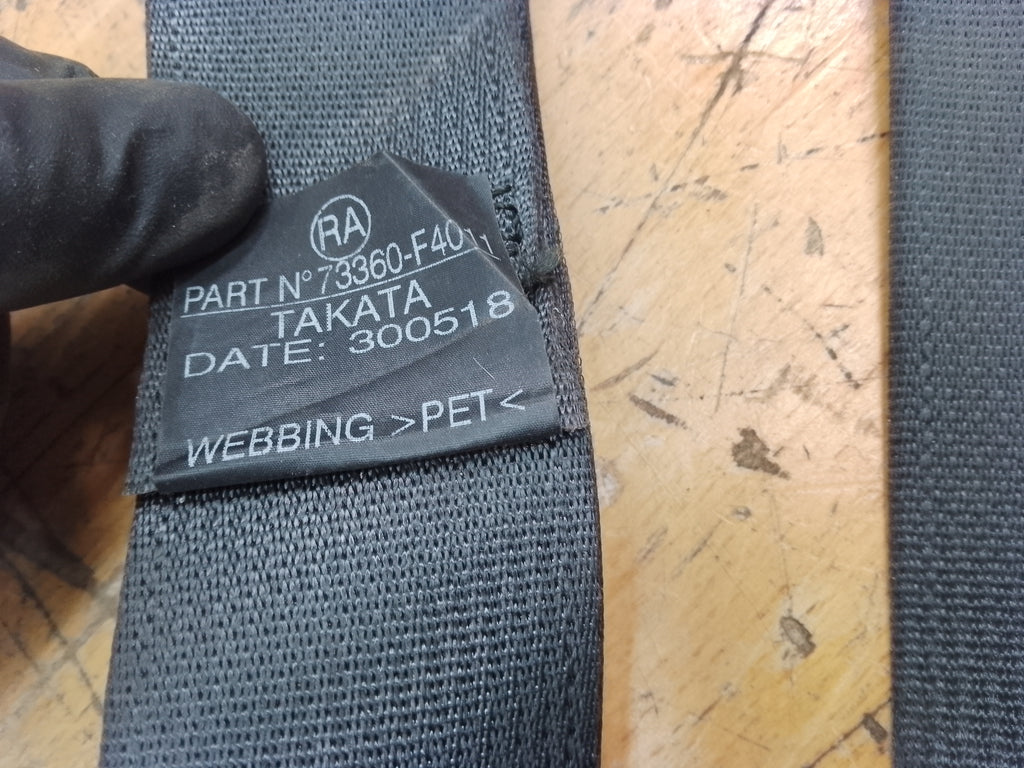 RA
PART N° 73360-F4011
TAKATA
DATE: 300518
WEBBING >PET<